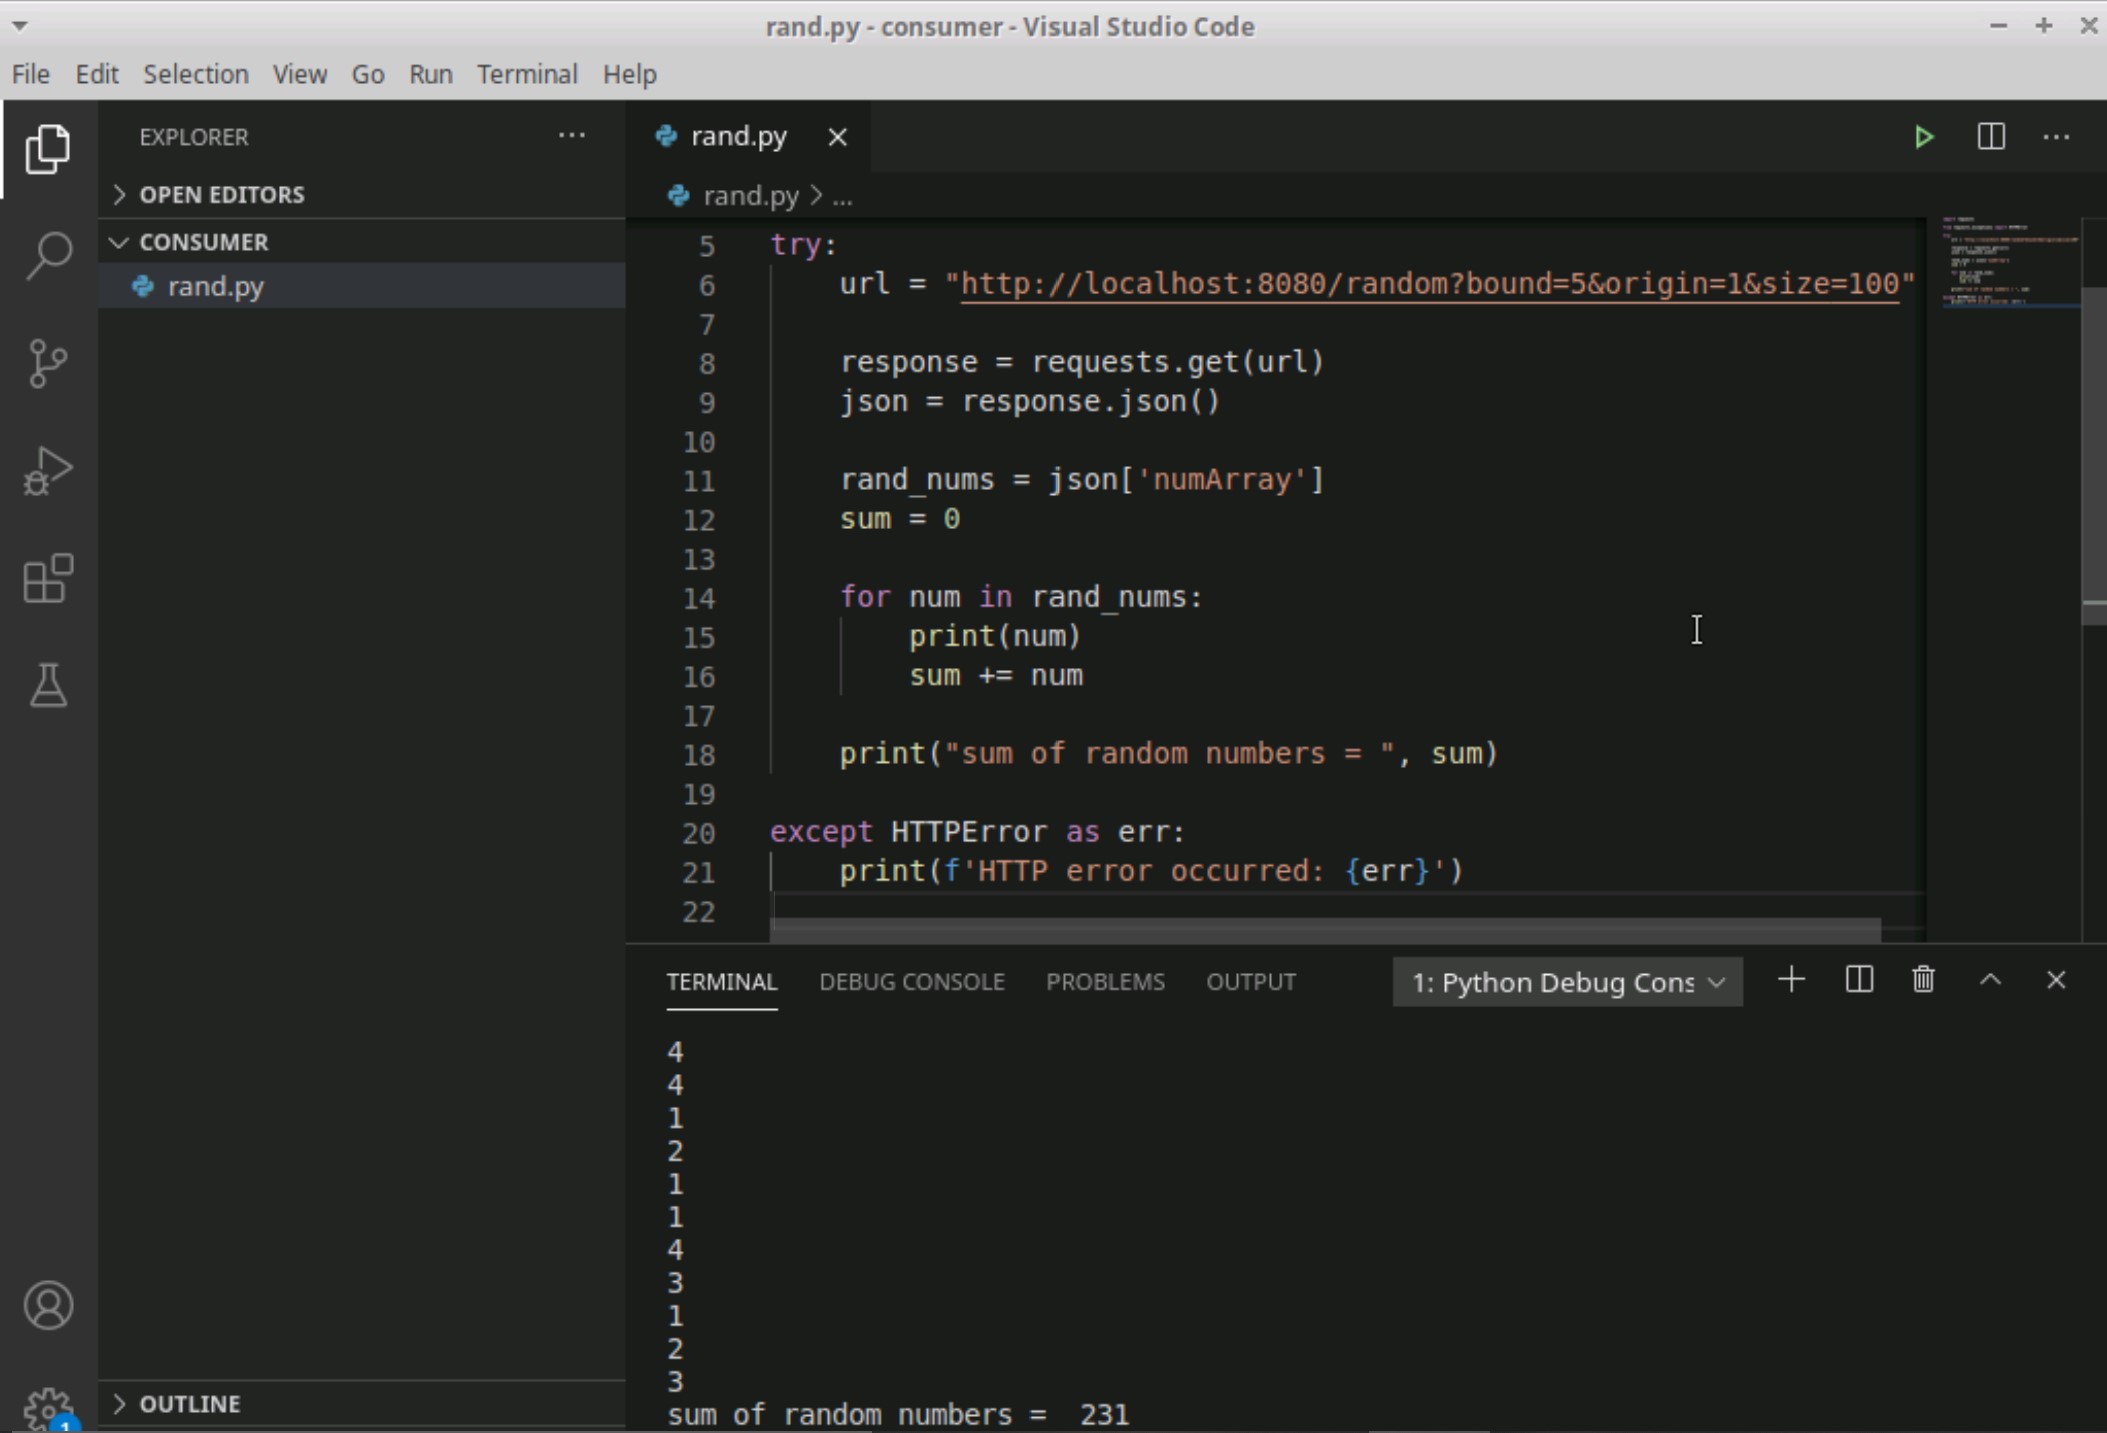 rand.py - consumer - Visual Studio Code
File Edit Selection View Go Run Terminal Help
EXPLORER
OPEN EDITORS
CONSUMER
rand.py
OUTLINE
1
rand.py
rand.py > ...
5 try:
6     url = "http://localhost:8080/random?bound=5&origin=1&size=100"
7
8     response = requests.get(url)
9     json = response.json()
10
11     rand_nums = json['numArray']
12     sum = 0
13
14     for num in rand_nums:
15         print(num)
16         sum += num
17
18     print("sum of random numbers = ", sum)
19
20 except HTTPError as err:
21     print(f'HTTP error occurred: {err}')
22
TERMINAL DEBUG CONSOLE PROBLEMS OUTPUT 1: Python Debug Cons
4
4
1
2
1
1
4
3
1
2
3
sum of random numbers =  231